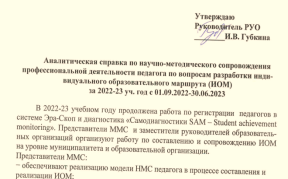 Утверждаю
Руководитель РУО
И.В. Губкина
Аналитическая справка по научно-методического сопровождения
профессиональной деятельности педагога по вопросам разработки инди-
видуального образовательного маршрута (ИОМ)
за 2022-23 уч. год с 01.09.2022-30.06.2023
В 2022-23 учебному году продолжена работа по регистрации педагогов в
системе Эра-Скоп и диагностика «Самодиагностики SAM – Student achievement
monitoring». Представители ММС и заместители руководителей образователь-
ных организаций организуют работу по составлению и сопровождению ИОМ
на уровне муниципалитета и образовательной организации.
Представители ММС:
– обеспечивают реализацию модели НМС педагога в процессе составления и
реализации ИОМ;